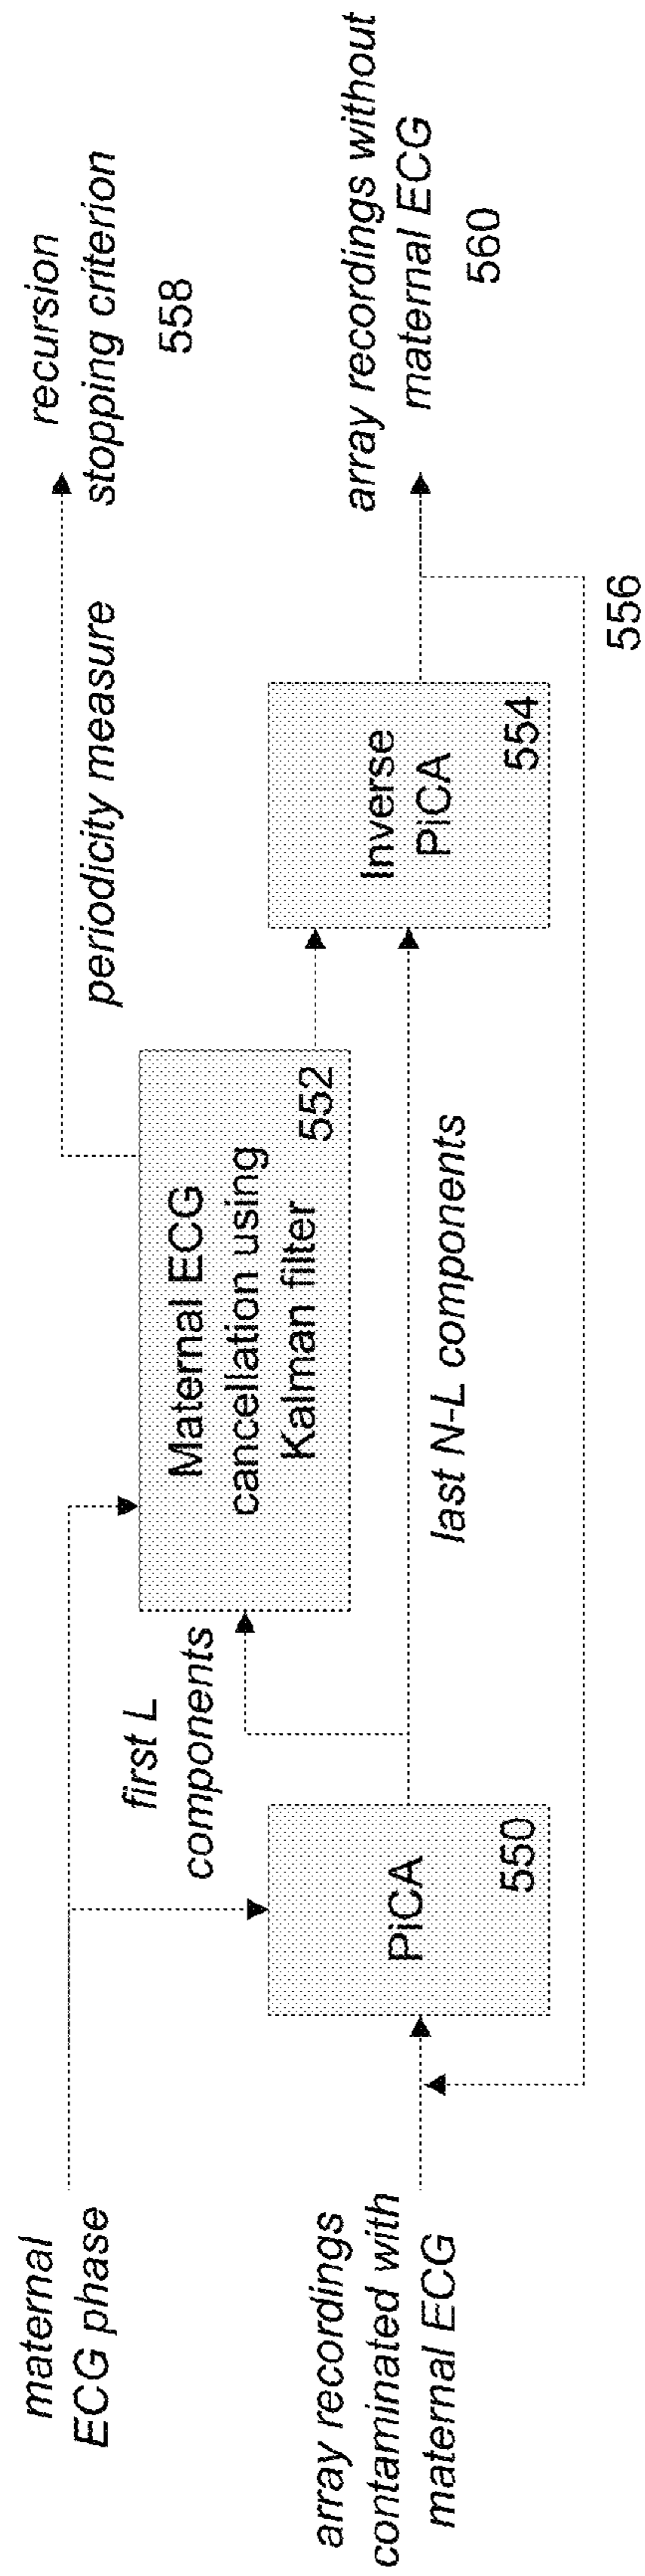 maternal
ECG phase
array recordings
contaminated with
maternal ECG
PiCA
550
first L
components
Maternal ECG
cancellation using
Kalman filter
552
last N-L components
periodicity measure
Inverse
PiCA
554
556
recursion
stopping criterion
558
array recordings without
maternal ECG
560